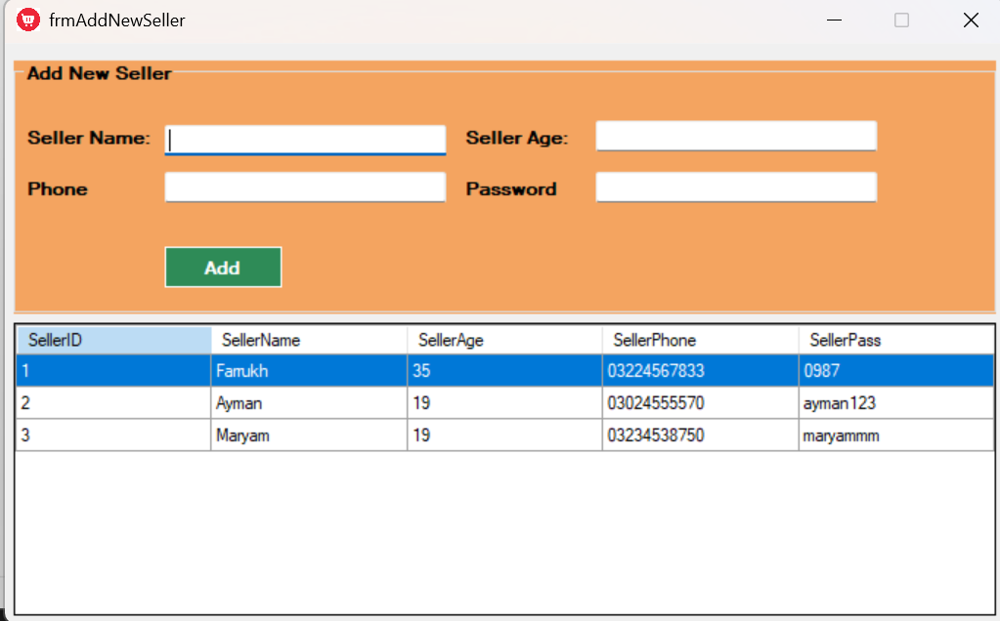 frmAddNewSeller
Add New Seller
Seller Name: Seller Age:
Phone Password
Add
SellerID SellerName SellerAge SellerPhone SellerPass
1 Farrukh 35 03224567833 0987
2 Ayman 19 03024555570 ayman123
3 Maryam 19 03234538750 maryammm